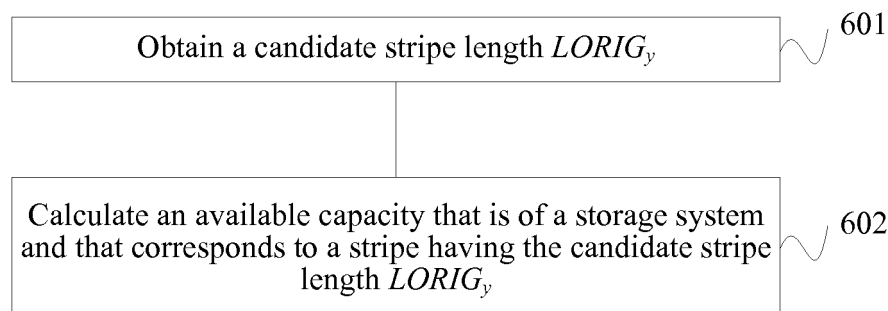 601
Obtain a candidate stripe length LORIGy
602
Calculate an available capacity that is of a storage system
and that corresponds to a stripe having the candidate stripe
length LORIGy